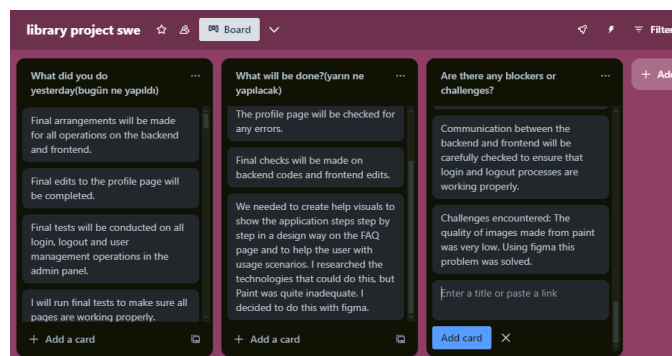 library project swe
Board
Filter
What did you do
yesterday(bugün ne yapıldı)
Final arrangements will be made
for all operations on the backend
and frontend.
Final edits to the profile page will
be completed.
Final tests will be conducted on all
login, logout and user
management operations in the
admin panel.
I will run final tests to make sure all
pages are working properly.
+ Add a card
What will be done?(yarın ne
yapılacak)
The profile page will be checked for
any errors.
Final checks will be made on
backend codes and frontend edits.
We needed to create help visuals to
show the application steps step by
step in a design way on the FAQ
page and to help the user with
usage scenarios. I researched the
technologies that could do this, but
Paint was quite inadequate. I
decided to do this with figma.
+ Add a card
Are there any blockers or
challenges?
Communication between the
backend and frontend will be
carefully checked to ensure that
login and logout processes are
working properly.
Challenges encountered: The
quality of images made from paint
was very low. Using figma this
problem was solved.
Enter a title or paste a link
Add card
+ Add